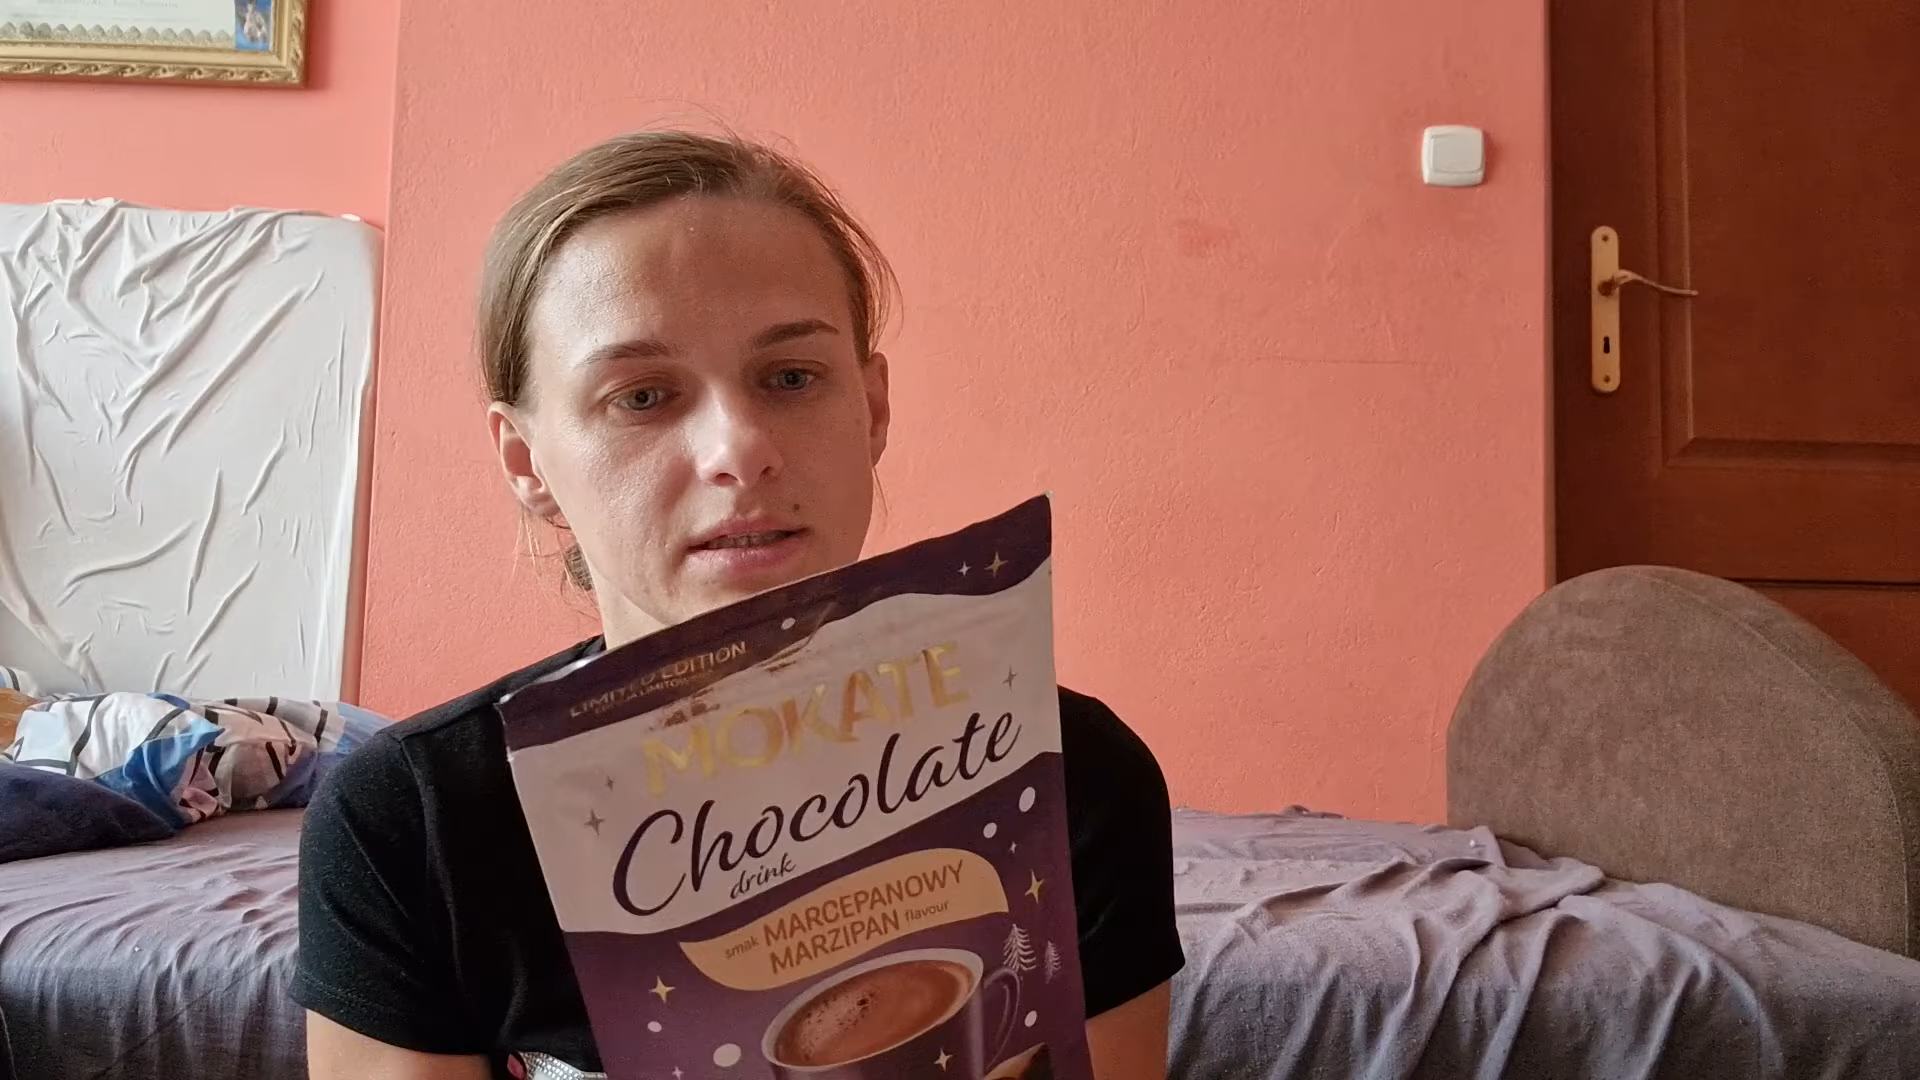 LIMITED EDITION
MOKATE
Chocolate
drink
smak MARCEPANOWY
MARZIPAN flavour